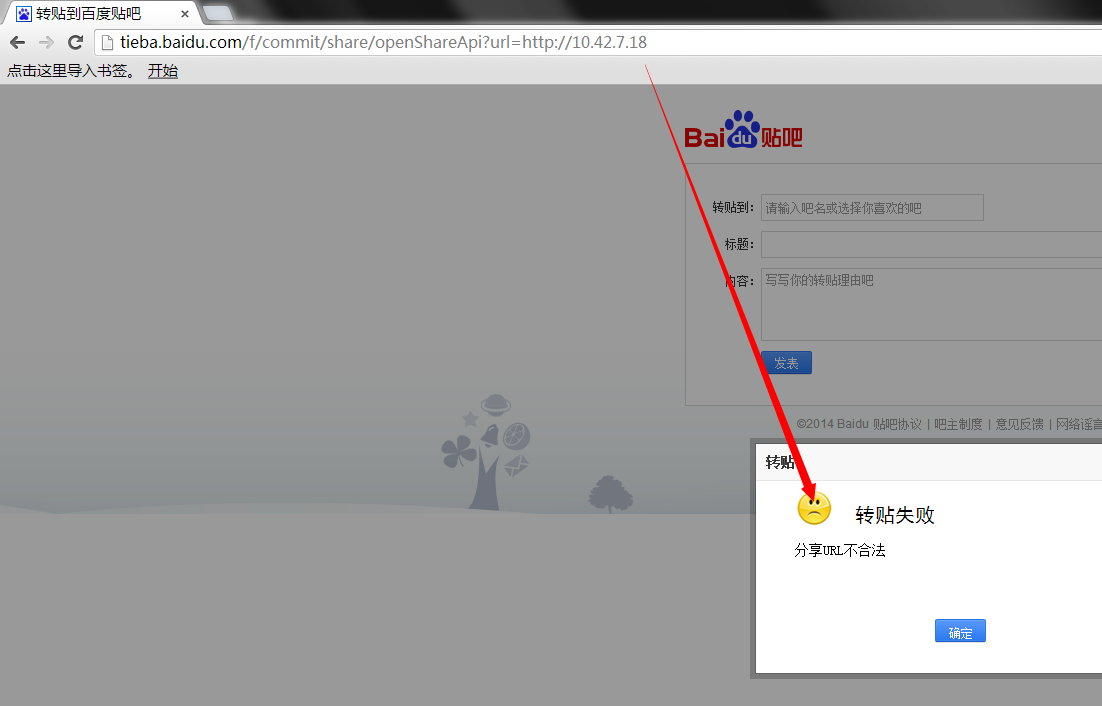 转贴到百度贴吧
tieba.baidu.com/f/commit/share/openShareApi?url=http://10.42.7.18
点击这里导入书签。 开始
Bai du 贴吧
转贴到: 请输入吧名或选择你喜欢的吧
标题:
内容: 写写你的转贴理由吧
发表
©2014 Baidu 贴吧协议 | 吧主制度 | 意见反馈 | 网络谣言
转贴
转贴失败
分享URL不合法
确定